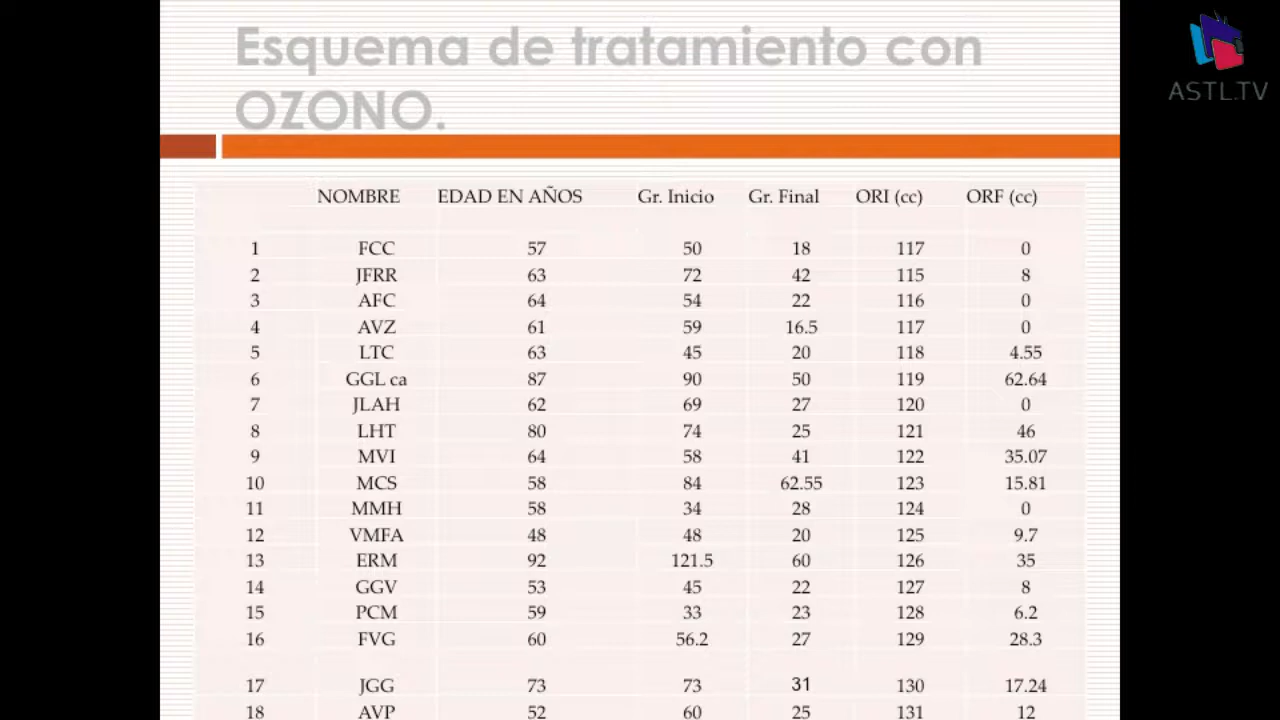 Esquema de tratamiento con
OZONO.
ASTL.TV
NOMBRE EDAD EN AÑOS Gr. Inicio Gr. Final ORI (cc) ORF (cc)
1 FCC 57 50 18 117 0
2 JFRR 63 72 42 115 8
3 AFC 64 54 22 116 0
4 AVZ 61 59 16.5 117 0
5 LTC 63 45 20 118 4.55
6 GGL ca 87 90 50 119 62.64
7 JLAH 62 69 27 120 0
8 LHT 80 74 25 121 46
9 MVI 64 58 41 122 35.07
10 MCS 58 84 62.55 123 15.81
11 MMH 58 34 28 124 0
12 VMFA 48 48 20 125 9.7
13 ERM 92 121.5 60 126 35
14 GGV 53 45 22 127 8
15 PCM 59 33 23 128 6.2
16 FVG 60 56.2 27 129 28.3
17 JGG 73 73 31 130 17.24
18 AVP 52 60 25 131 12